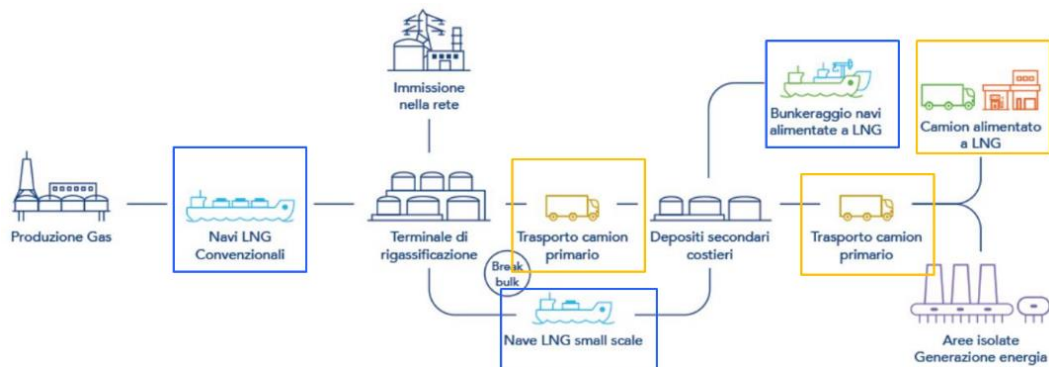 Immissione
nella rete
Bunkeraggio navi
alimentate a LNG
Camion alimentato
a LNG
Produzione Gas
Navi LNG
Convenzionali
Terminale di
rigassificazione
Trasporto camion
primario
Depositi secondari
costieri
Trasporto camion
primario
Break
bulk
Nave LNG small scale
Aree isolate
Generazione energia